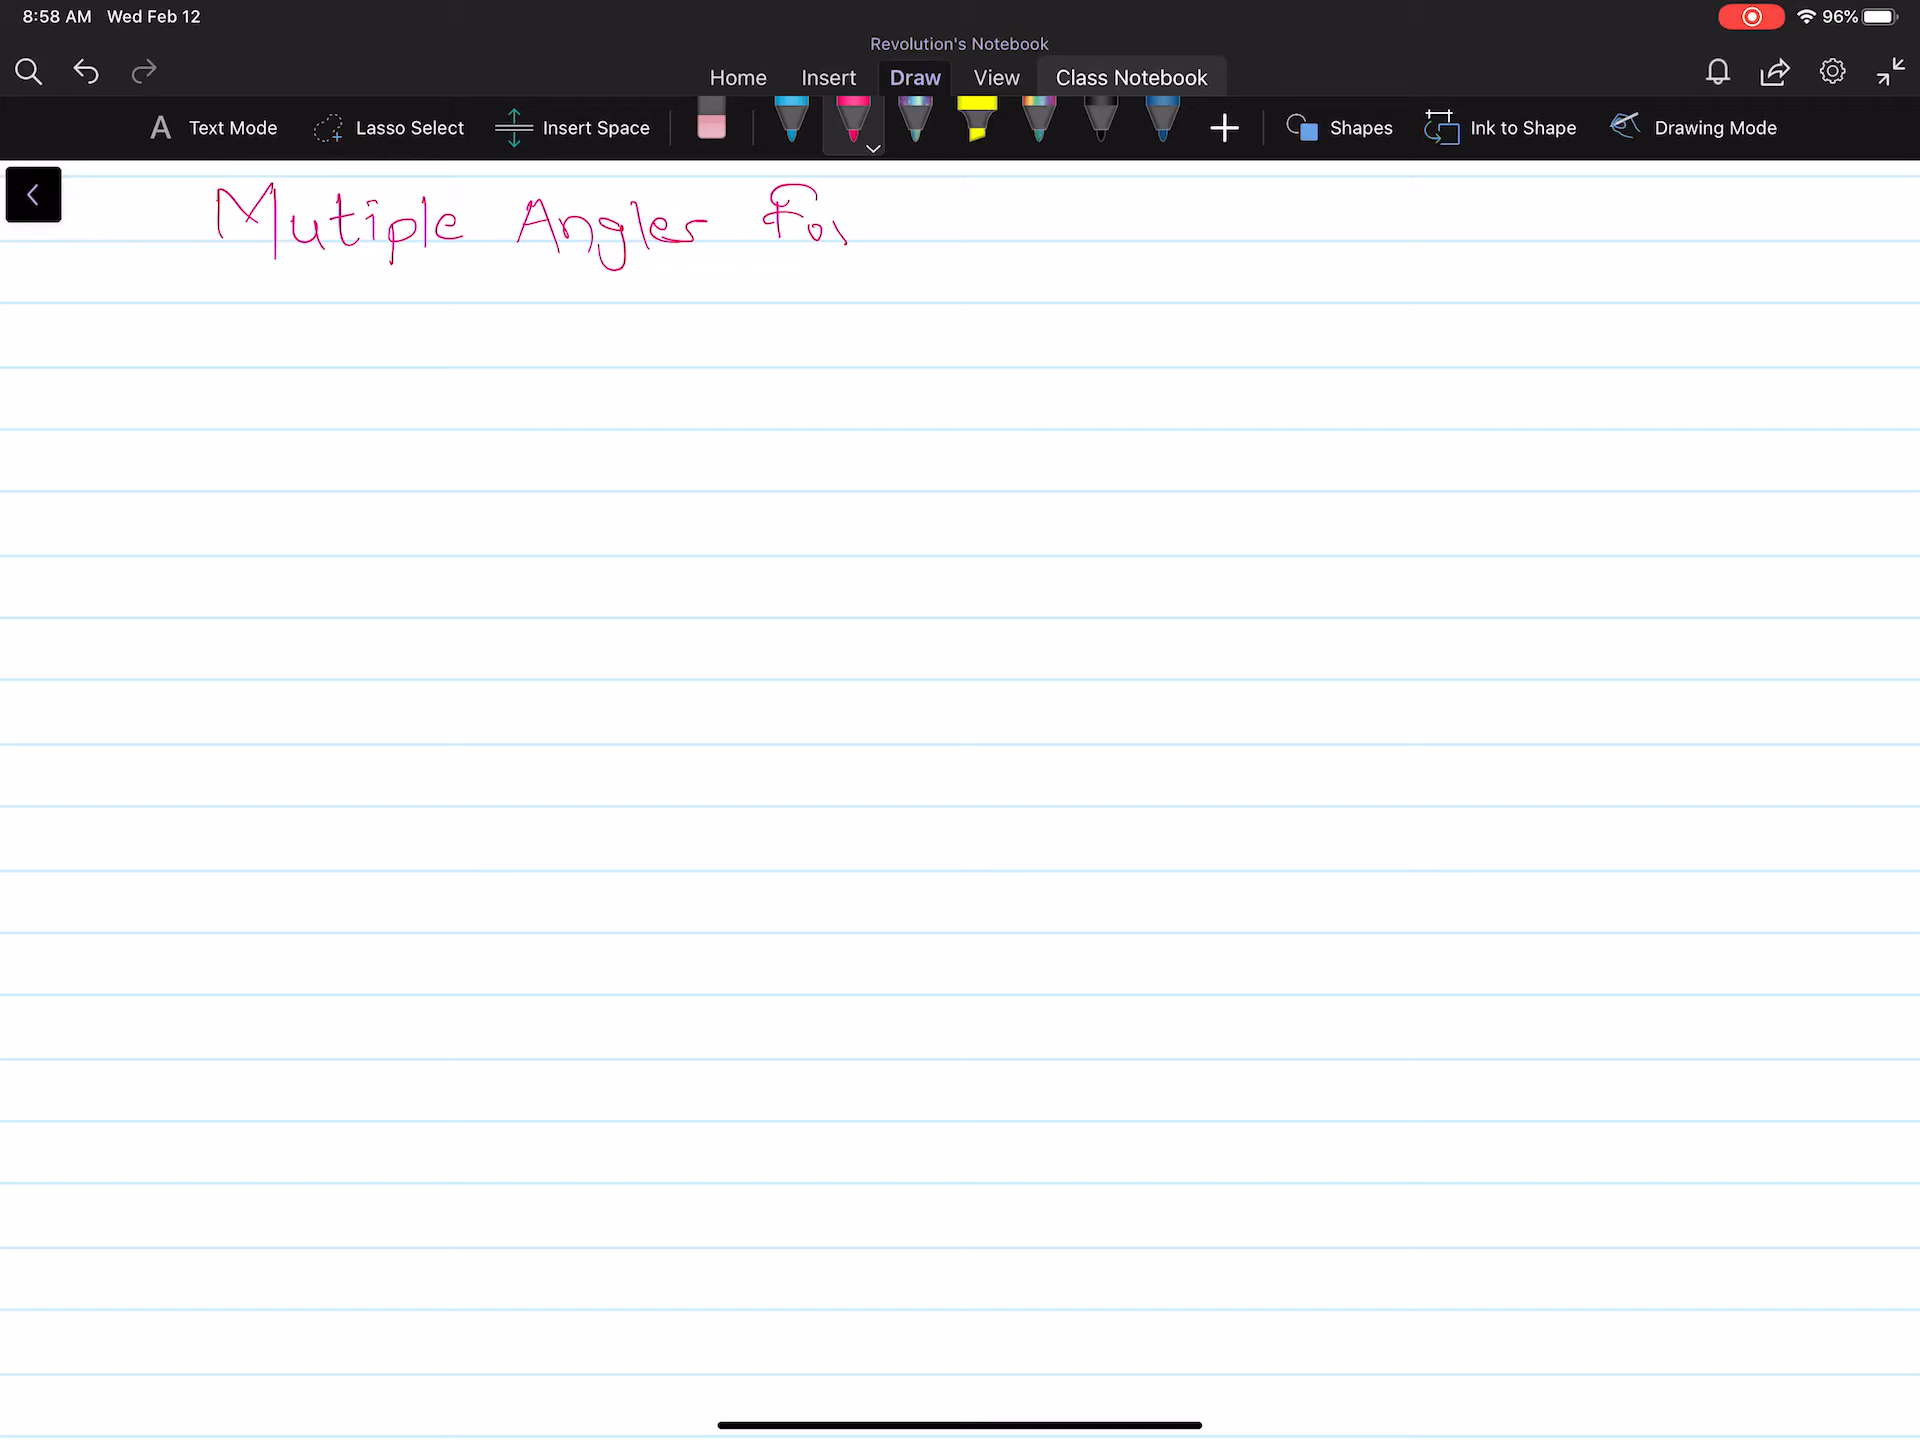 8:58 AM Wed Feb 12 96%
Revolution's Notebook
Home Insert Draw View Class Notebook
A Text Mode Lasso Select Insert Space Shapes Ink to Shape Drawing Mode
Mutiple Angles For